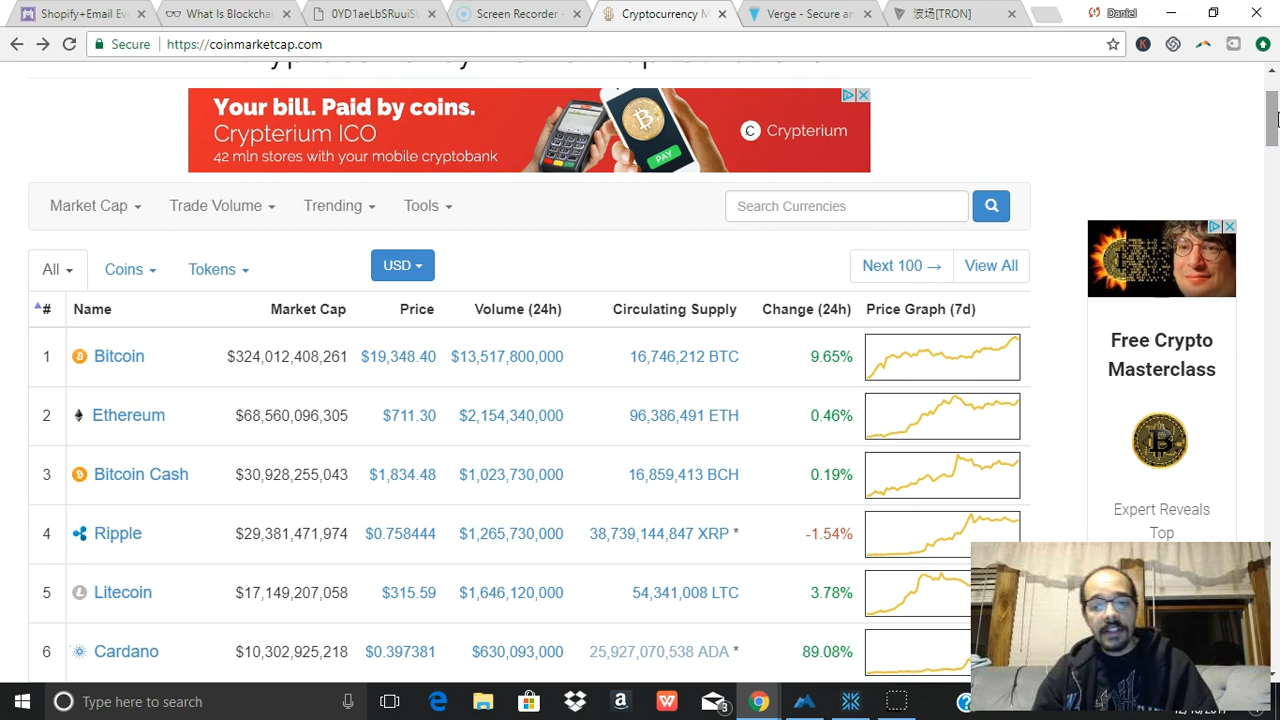 Shopify+Email Ev
What Is Blockchai
0YD1aeLbSRuuiSU
Screen Recorder -
Cryptocurrency M
Verge - Secure an
波场[TRON]
Daniel
Secure
https://coinmarketcap.com
Your bill. Paid by coins.
Crypterium ICO
42 mln stores with your mobile cryptobank
PAY
Crypterium
Market Cap
Trade Volume
Trending
Tools
Search Currencies
All
Coins
Tokens
USD
Next 100 →
View All
# Name Market Cap Price Volume (24h) Circulating Supply Change (24h) Price Graph (7d)
1 Bitcoin $324,012,408,261 $19,348.40 $13,517,800,000 16,746,212 BTC 9.65%
2 Ethereum $68,560,096,305 $711.30 $2,154,340,000 96,386,491 ETH 0.46%
3 Bitcoin Cash $30,928,255,043 $1,834.48 $1,023,730,000 16,859,413 BCH 0.19%
4 Ripple $29,381,471,974 $0.758444 $1,265,730,000 38,739,144,847 XRP * -1.54%
5 Litecoin $17,149,207,058 $315.59 $1,646,120,000 54,341,008 LTC 3.78%
6 Cardano $10,302,925,218 $0.397381 $630,093,000 25,927,070,538 ADA * 89.08%
Free Crypto
Masterclass
Expert Reveals
Top
Type here to search
3